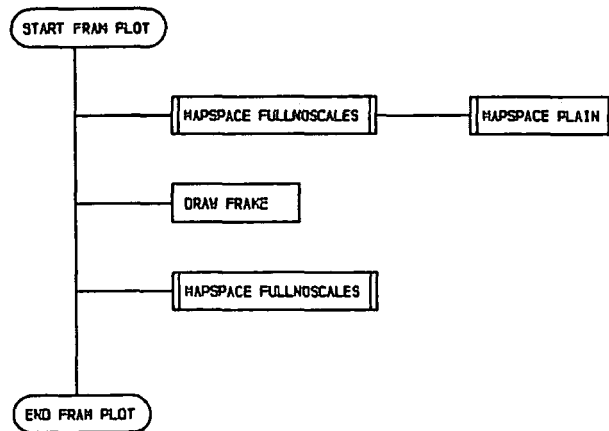 START FRAM PLOT
MAPSPACE FULLNOSCALES
MAPSPACE PLAIN
DRAW FRAME
MAPSPACE FULLNOSCALES
END FRAM PLOT